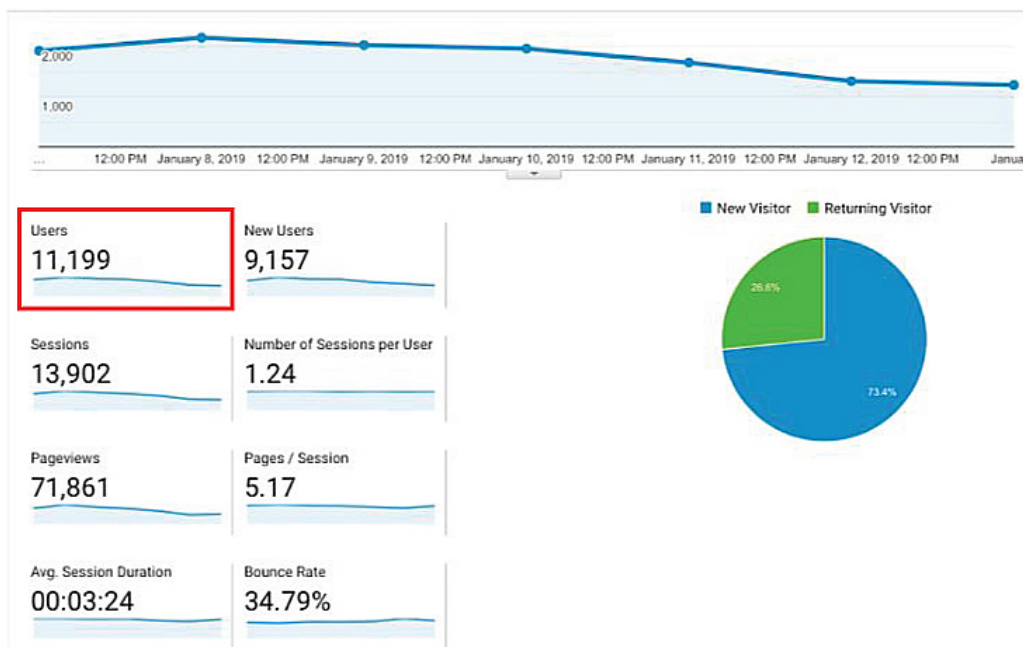 2,000
1,000
... 12:00 PM January 8, 2019 12:00 PM January 9, 2019 12:00 PM January 10, 2019 12:00 PM January 11, 2019 12:00 PM January 12, 2019 12:00 PM Janua
New Visitor Returning Visitor
Users New Users
11,199 9,157
26.6%
Sessions Number of Sessions per User
13,902 1.24
73.4%
Pageviews Pages / Session
71,861 5.17
Avg. Session Duration Bounce Rate
00:03:24 34.79%